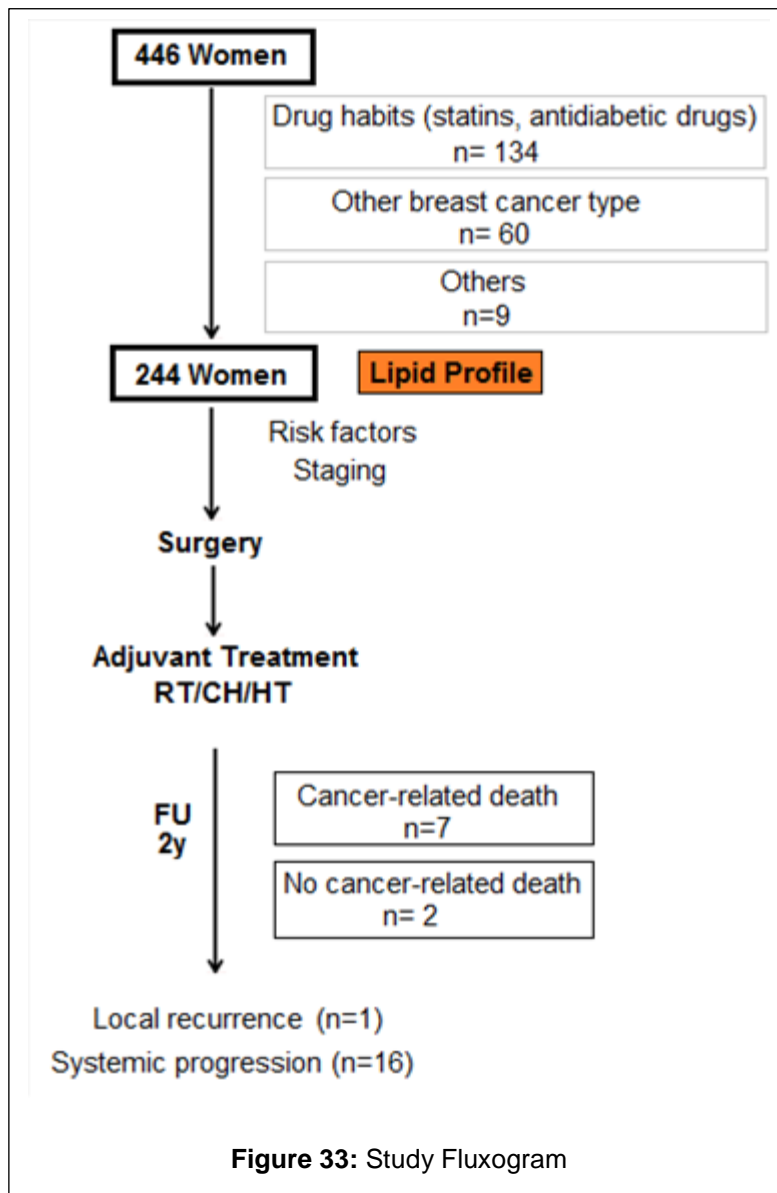 446 Women
Drug habits (statins, antidiabetic drugs)
n= 134
Other breast cancer type
n= 60
Others
n=9
244 Women
Lipid Profile
Risk factors
Staging
Surgery
Adjuvant Treatment
RT/CH/HT
FU
2y
Cancer-related death
n=7
No cancer-related death
n= 2
Local recurrence (n=1)
Systemic progression (n=16)
Figure 33: Study Fluxogram